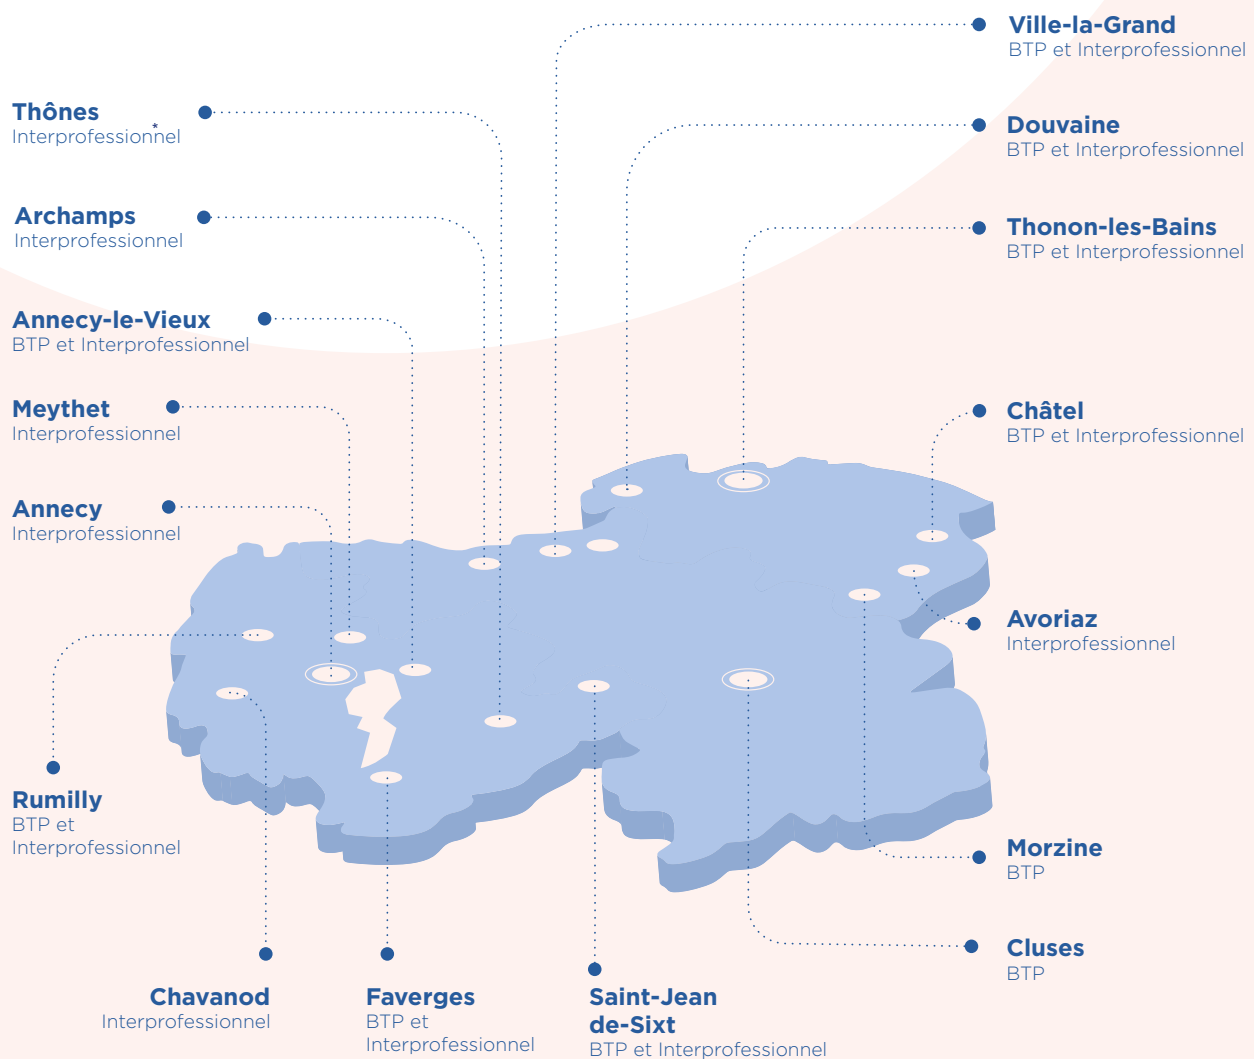 Ville-la-Grand
BTP et Interprofessionnel
Thônes
Interprofessionnel*
Douvaine
BTP et Interprofessionnel
Archamps
Interprofessionnel
Thonon-les-Bains
BTP et Interprofessionnel
Annecy-le-Vieux
BTP et Interprofessionnel
Meythet
Interprofessionnel
Châtel
BTP et Interprofessionnel
Annecy
Interprofessionnel
Avoriaz
Interprofessionnel
Rumilly
BTP et
Interprofessionnel
Morzine
BTP
Cluses
BTP
Chavanod
Interprofessionnel
Faverges
BTP et
Interprofessionnel
Saint-Jean
de-Sixt
BTP et Interprofessionnel